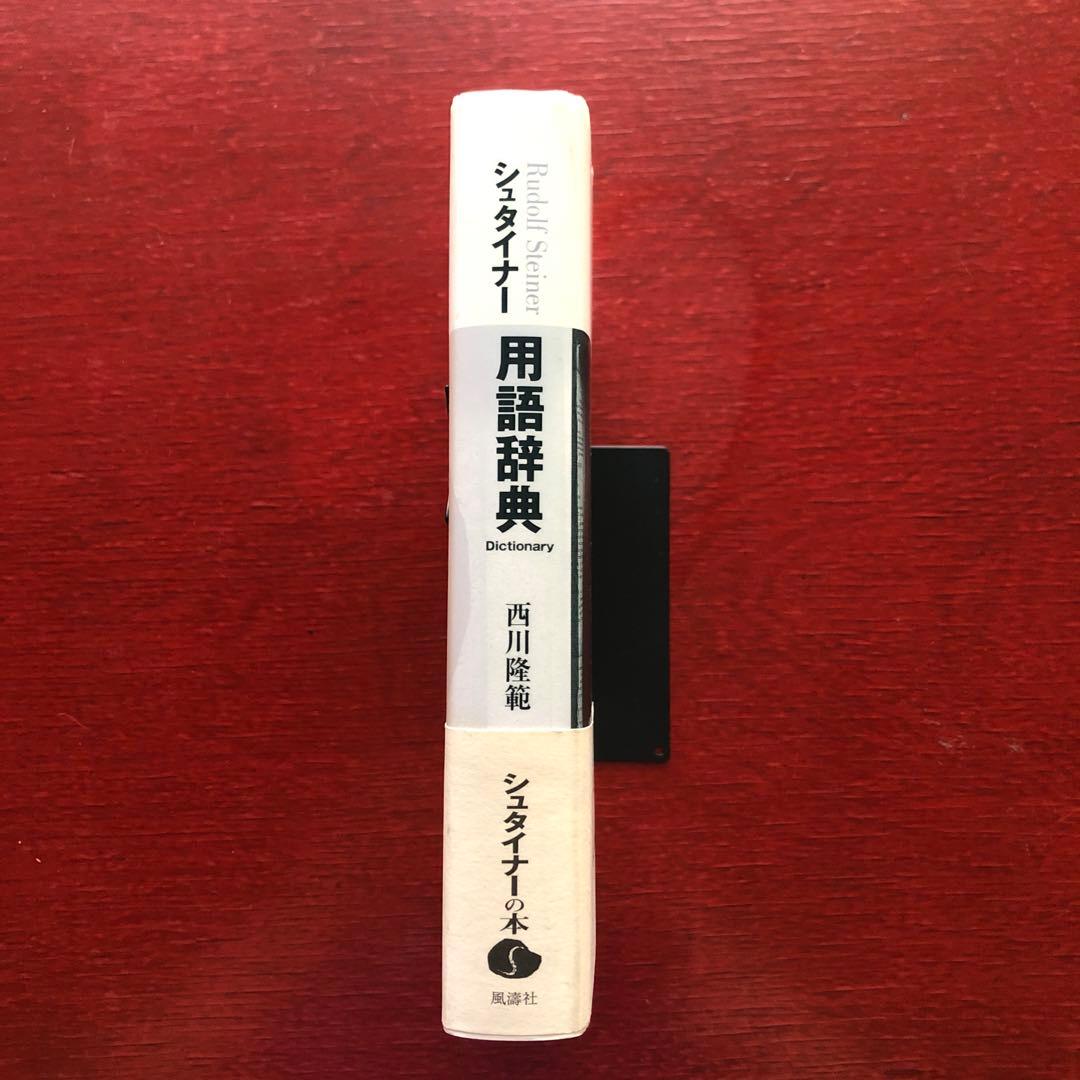 Rudolf Steiner
シュタイナー
用語辞典
Dictionary
西川隆範
シュタイナーの本
風濤社